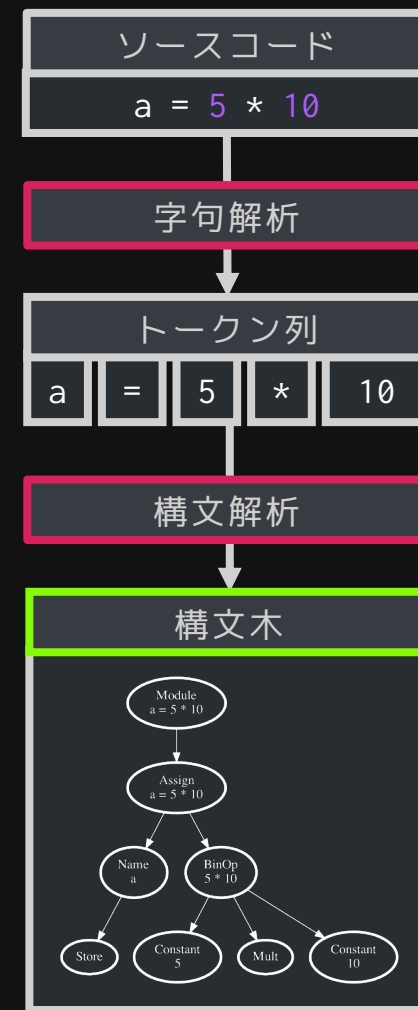 ソースコード
a = 5 * 10
字句解析
トークン列
a = 5 * 10
構文解析
構文木
Module
a = 5 * 10
Assign
a = 5 * 10
Name
a
BinOp
5 * 10
Store
Constant
5
Mult
Constant
10